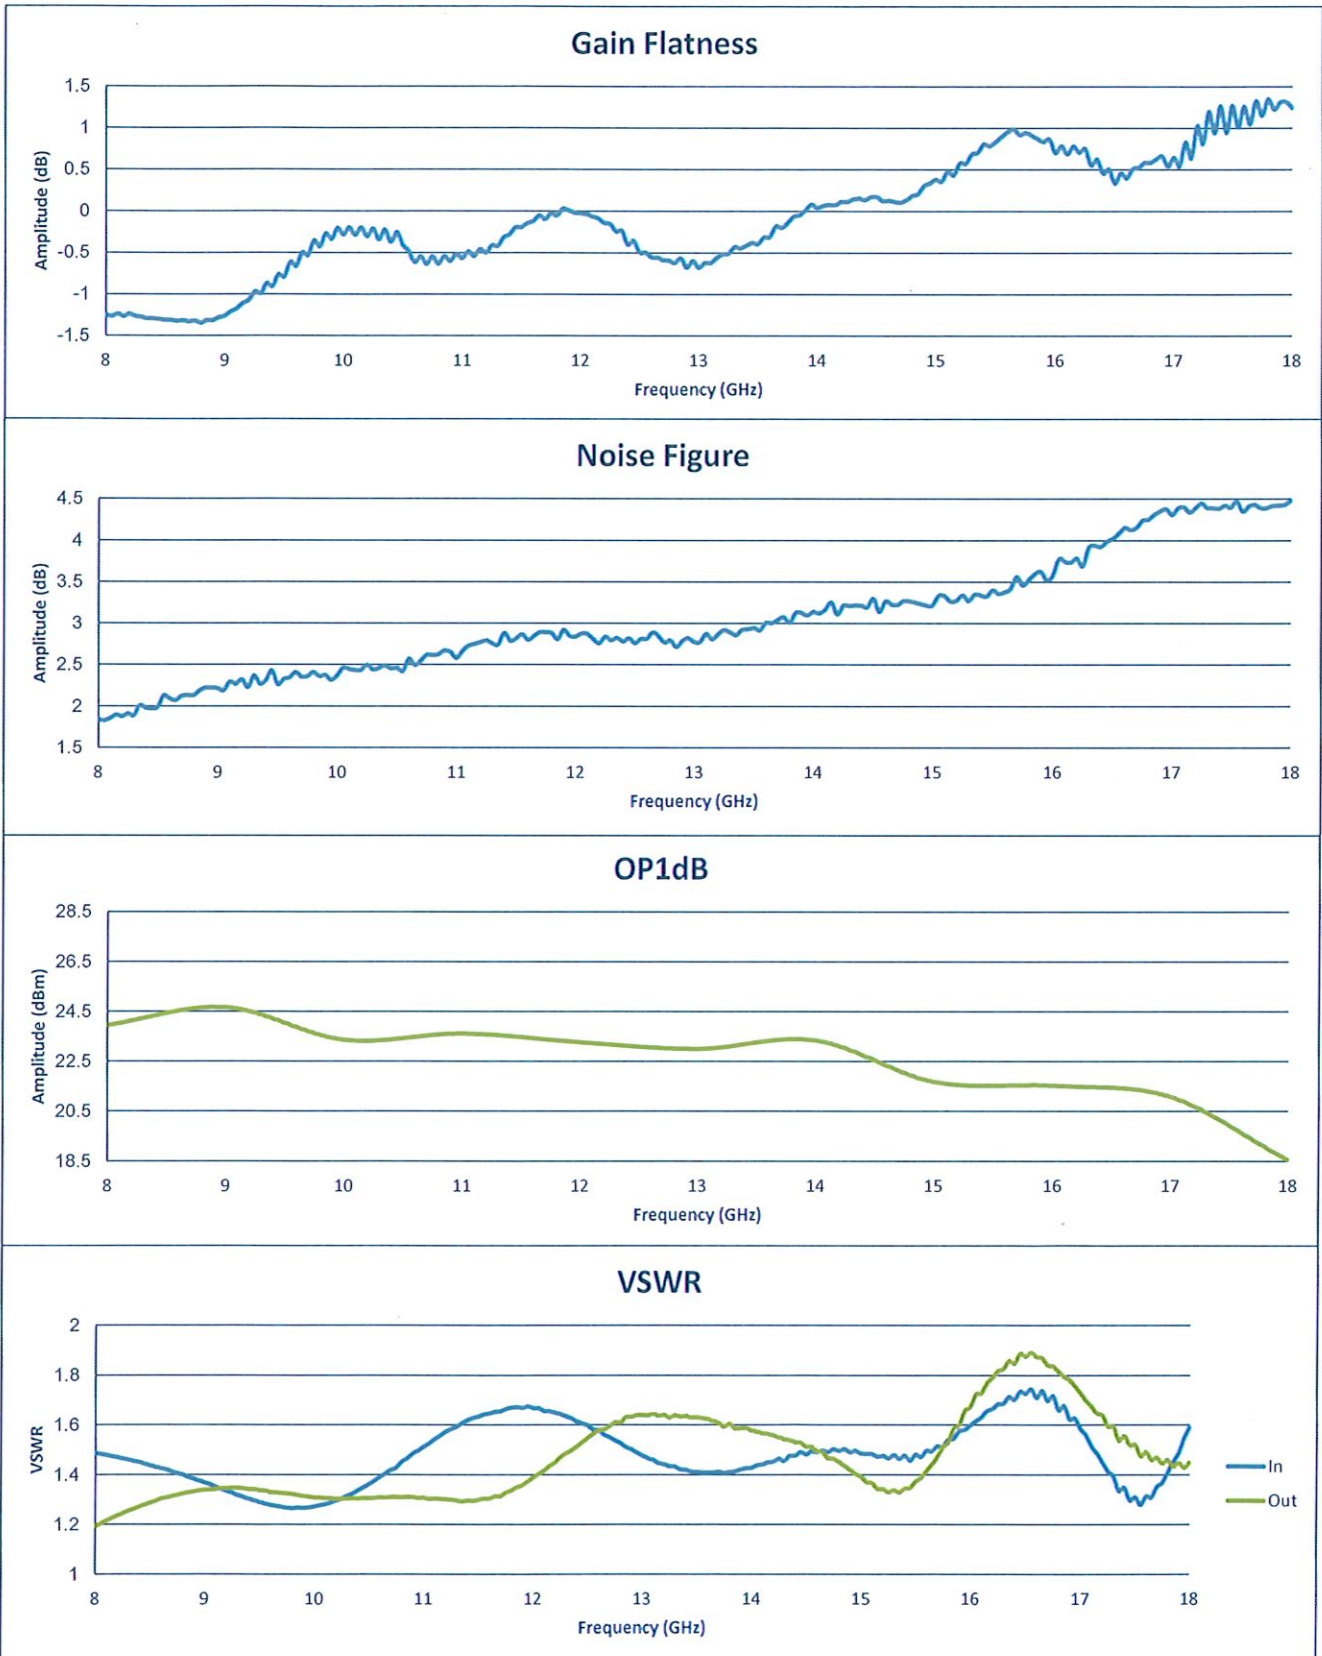 Gain Flatness
1.5
1
0.5
0
-0.5
-1
-1.5
Amplitude (dB)
8 9 10 11 12 13 14 15 16 17 18
Frequency (GHz)
Noise Figure
4.5
4
3.5
3
2.5
2
1.5
Amplitude (dB)
8 9 10 11 12 13 14 15 16 17 18
Frequency (GHz)
OP1dB
28.5
26.5
24.5
22.5
20.5
18.5
Amplitude (dBm)
8 9 10 11 12 13 14 15 16 17 18
Frequency (GHz)
VSWR
2
1.8
1.6
1.4
1.2
1
VSWR
In
Out
8 9 10 11 12 13 14 15 16 17 18
Frequency (GHz)